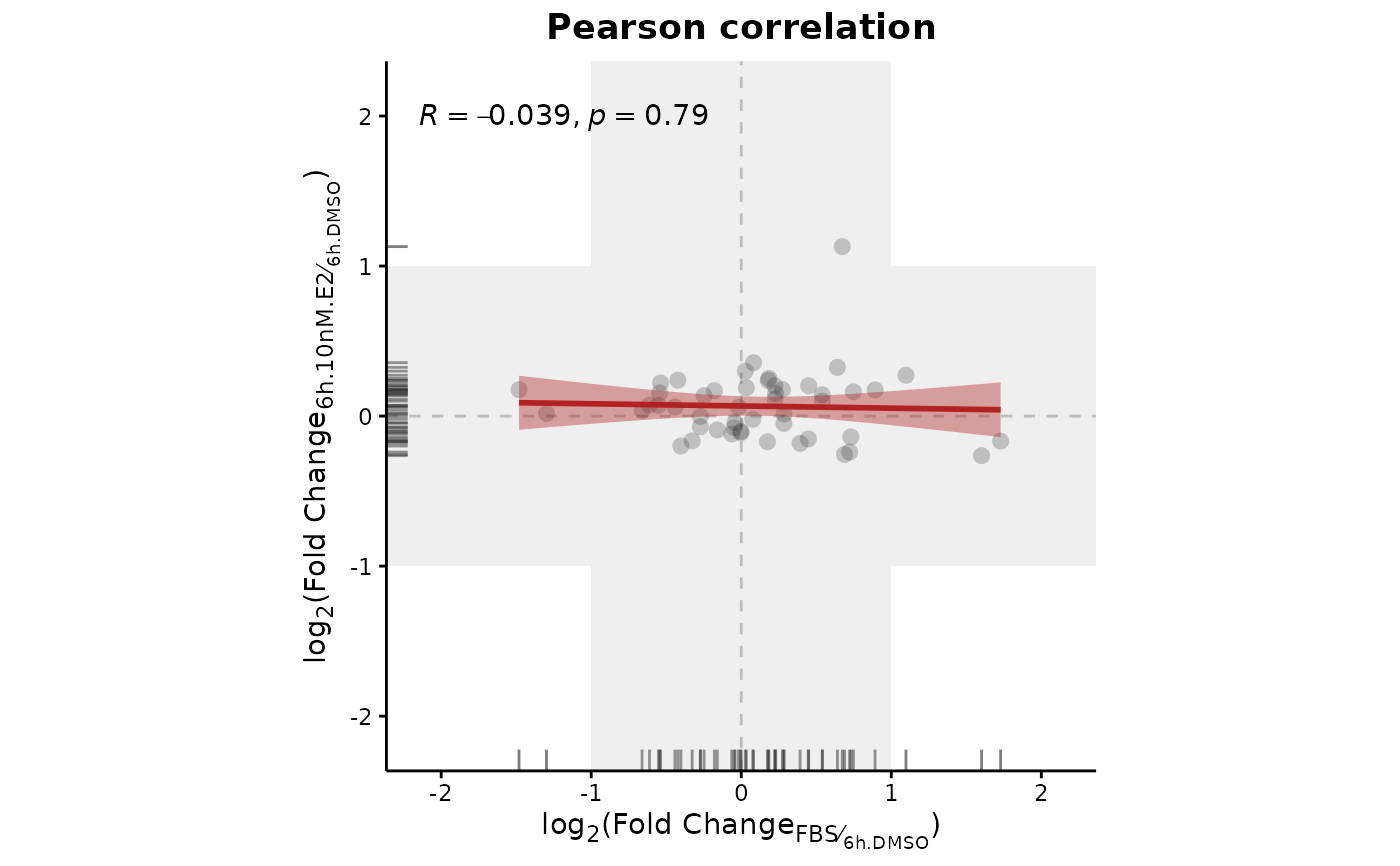 Pearson correlation
R = –0.039, p = 0.79
2
1
0
-1
-2
log2(Fold Change6h.10nM.E2⁄6h.DMSO)
-2 -1 0 1 2
log2(Fold ChangeFBS⁄6h.DMSO)